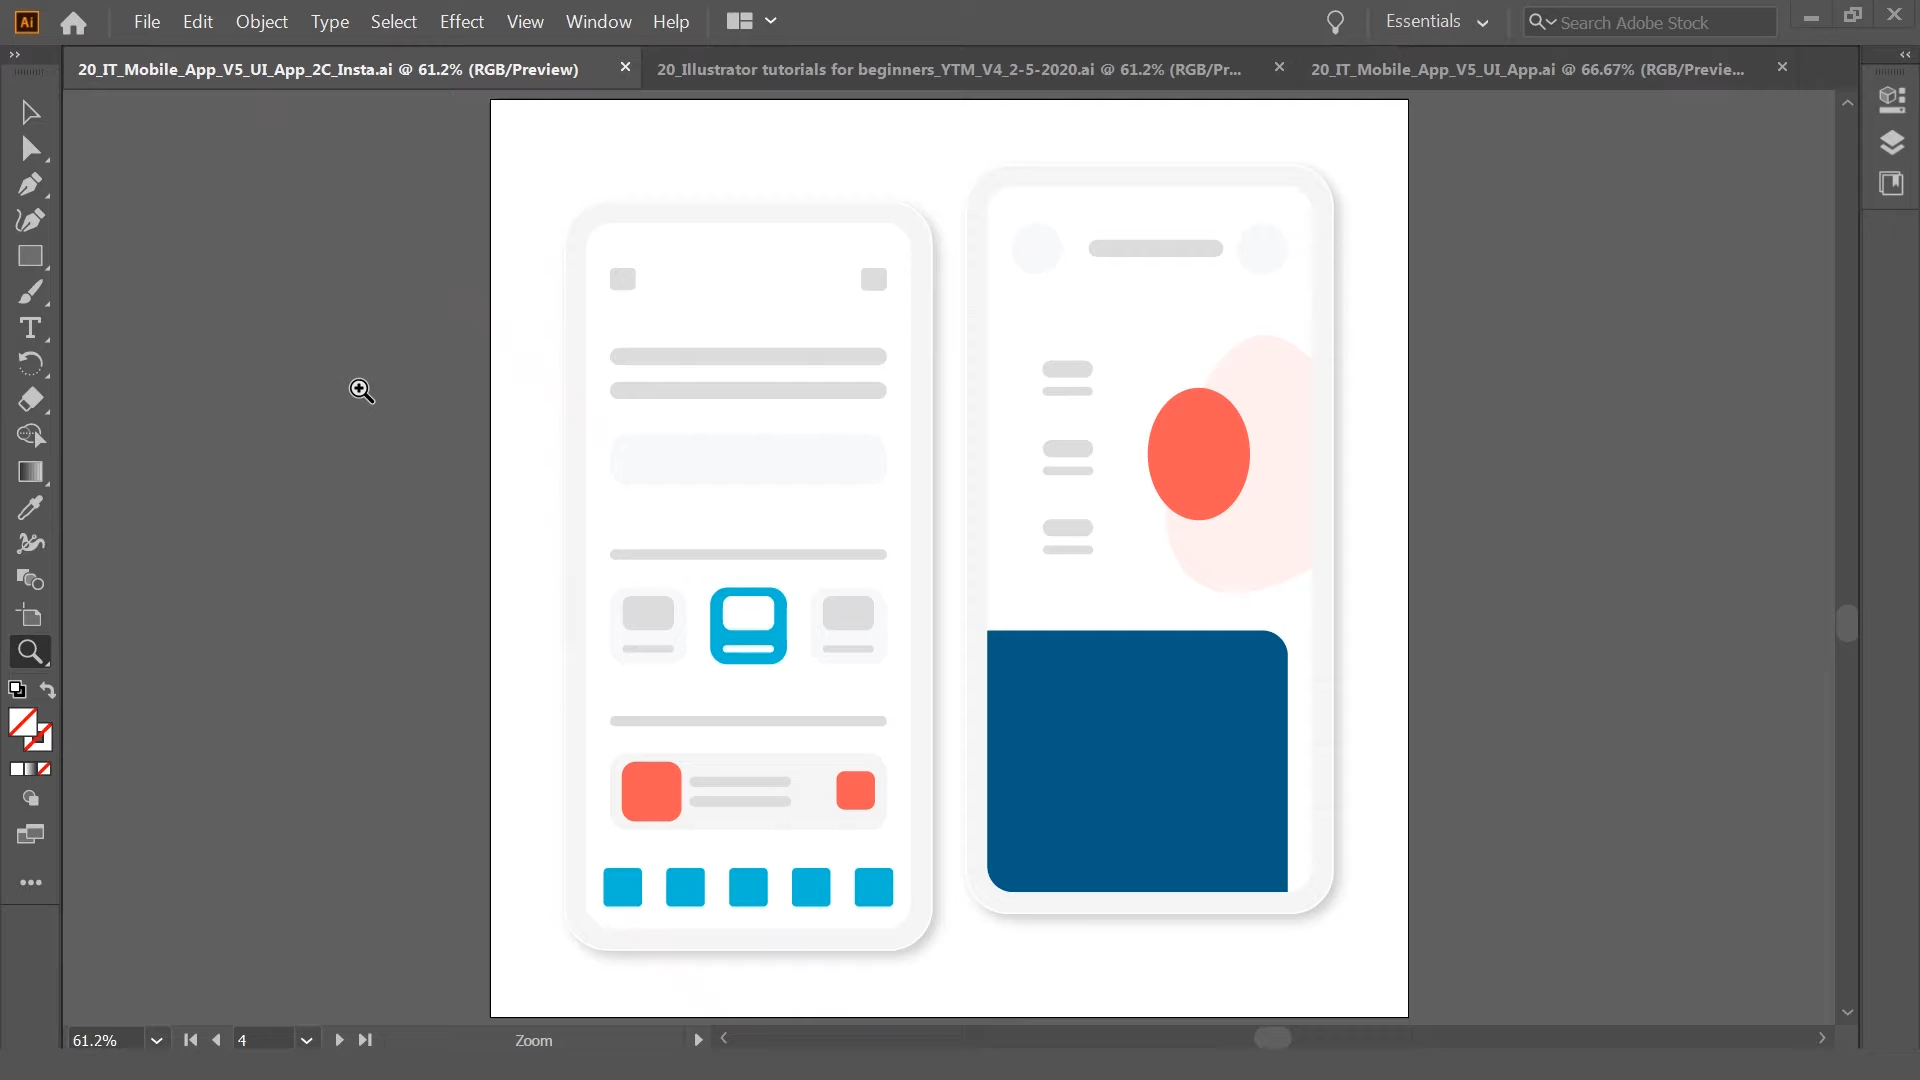 Ai File Edit Object Type Select Effect View Window Help Essentials Search Adobe Stock
20_IT_Mobile_App_V5_UI_App_2C_Insta.ai @ 61.2% (RGB/Preview) 20_Illustrator tutorials for beginners_YTM_V4_2-5-2020.ai @ 61.2% (RGB/Pr... 20_IT_Mobile_App_V5_UI_App.ai @ 66.67% (RGB/Previe...
61.2% 4 Zoom